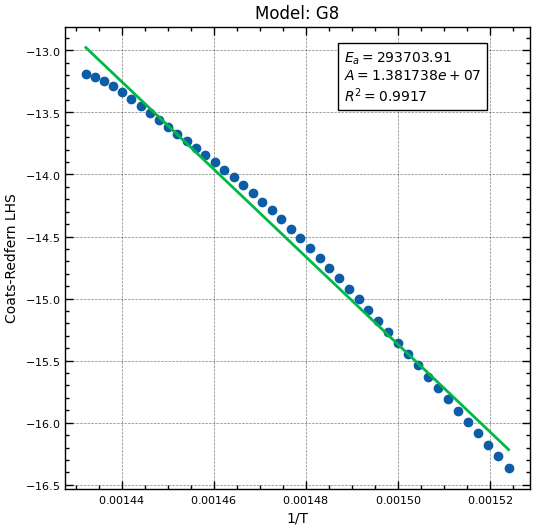 Model: G8
Eₐ = 293703.91
A = 1.381738e + 07
R² = 0.9917
Coats-Redfern LHS
−13.0
−13.5
−14.0
−14.5
−15.0
−15.5
−16.0
−16.5
0.00144 0.00146 0.00148 0.00150 0.00152
1/T